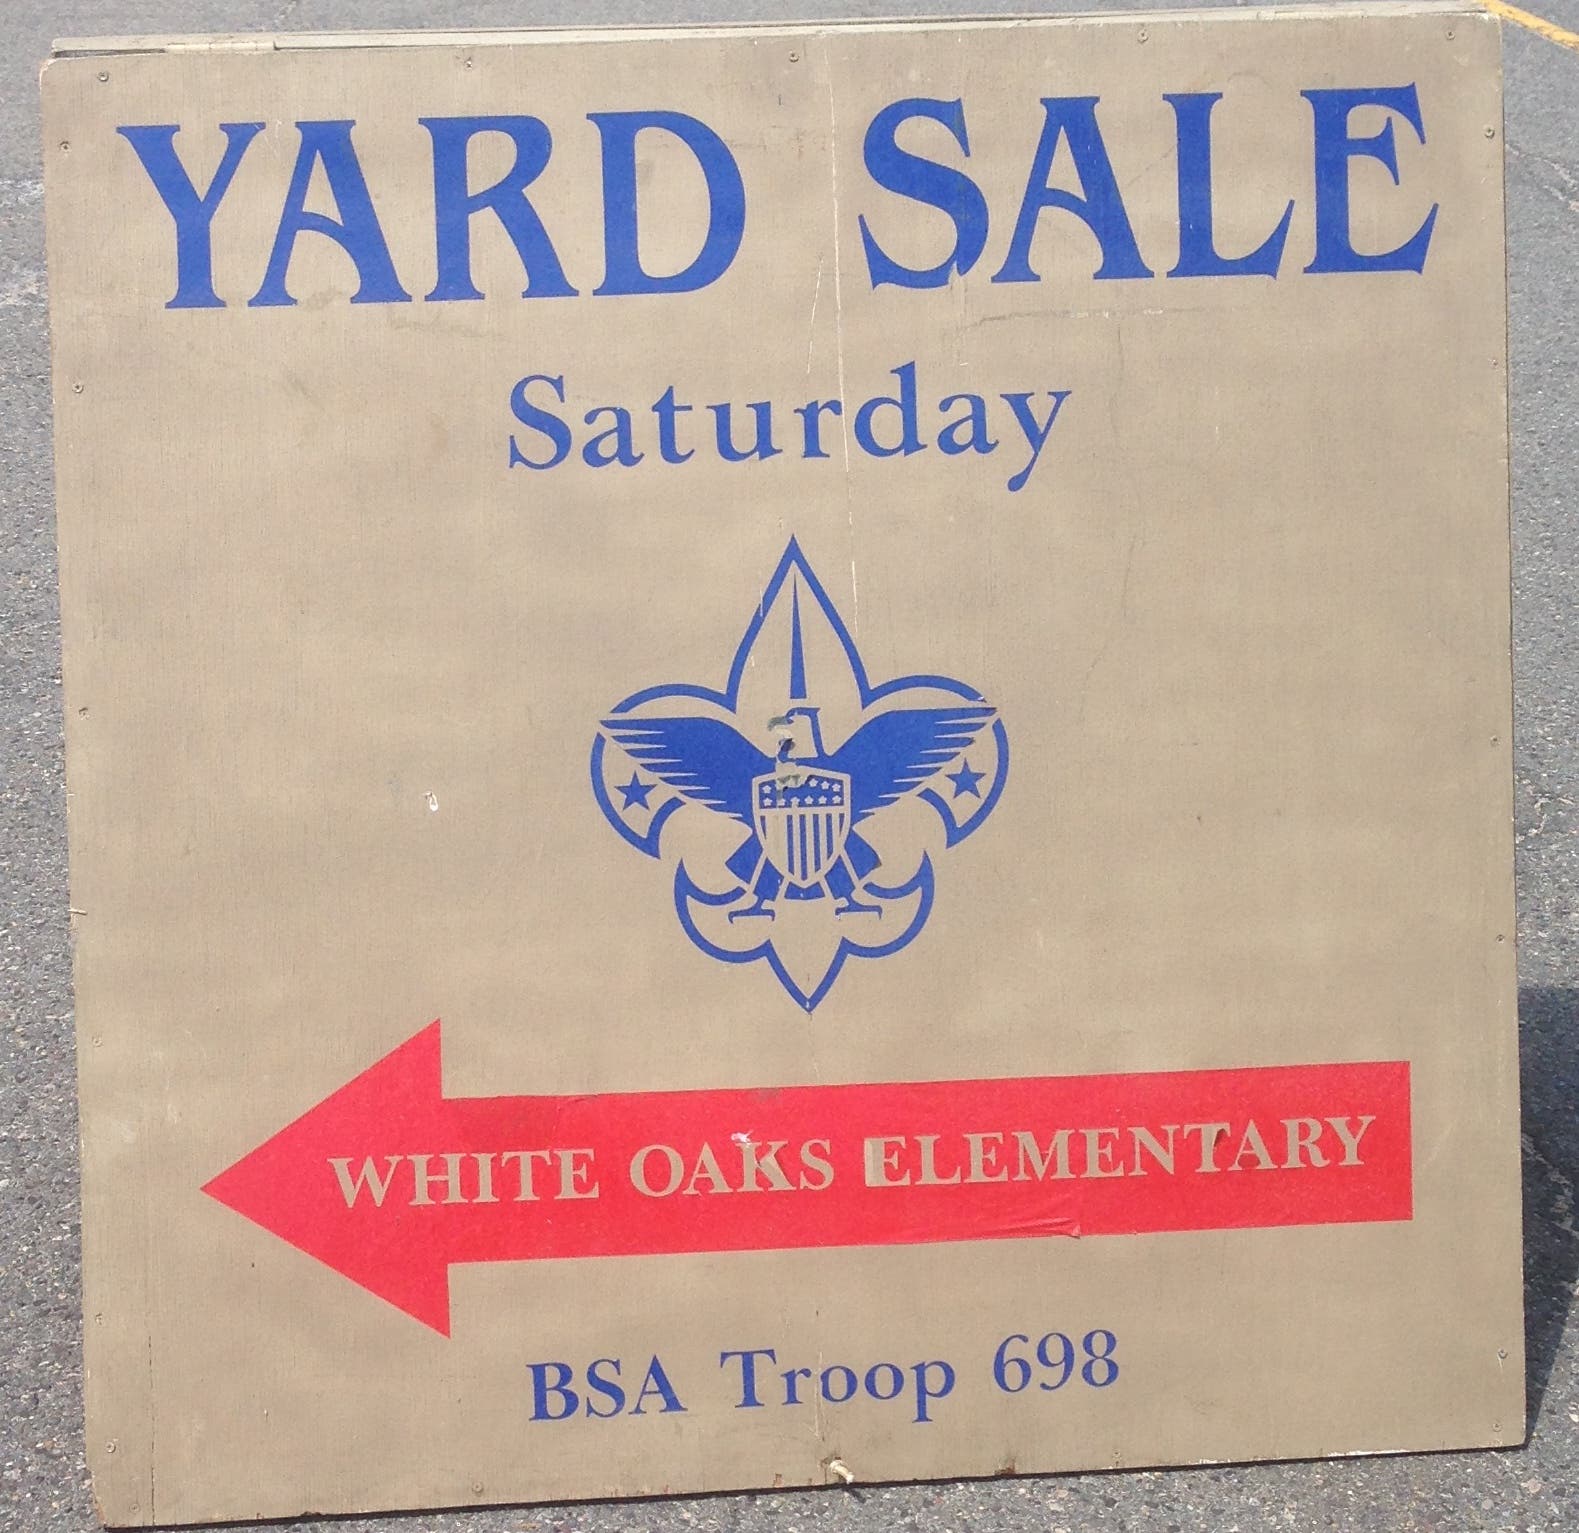 YARD SALE
Saturday
WHITE OAKS ELEMENTARY
BSA Troop 698